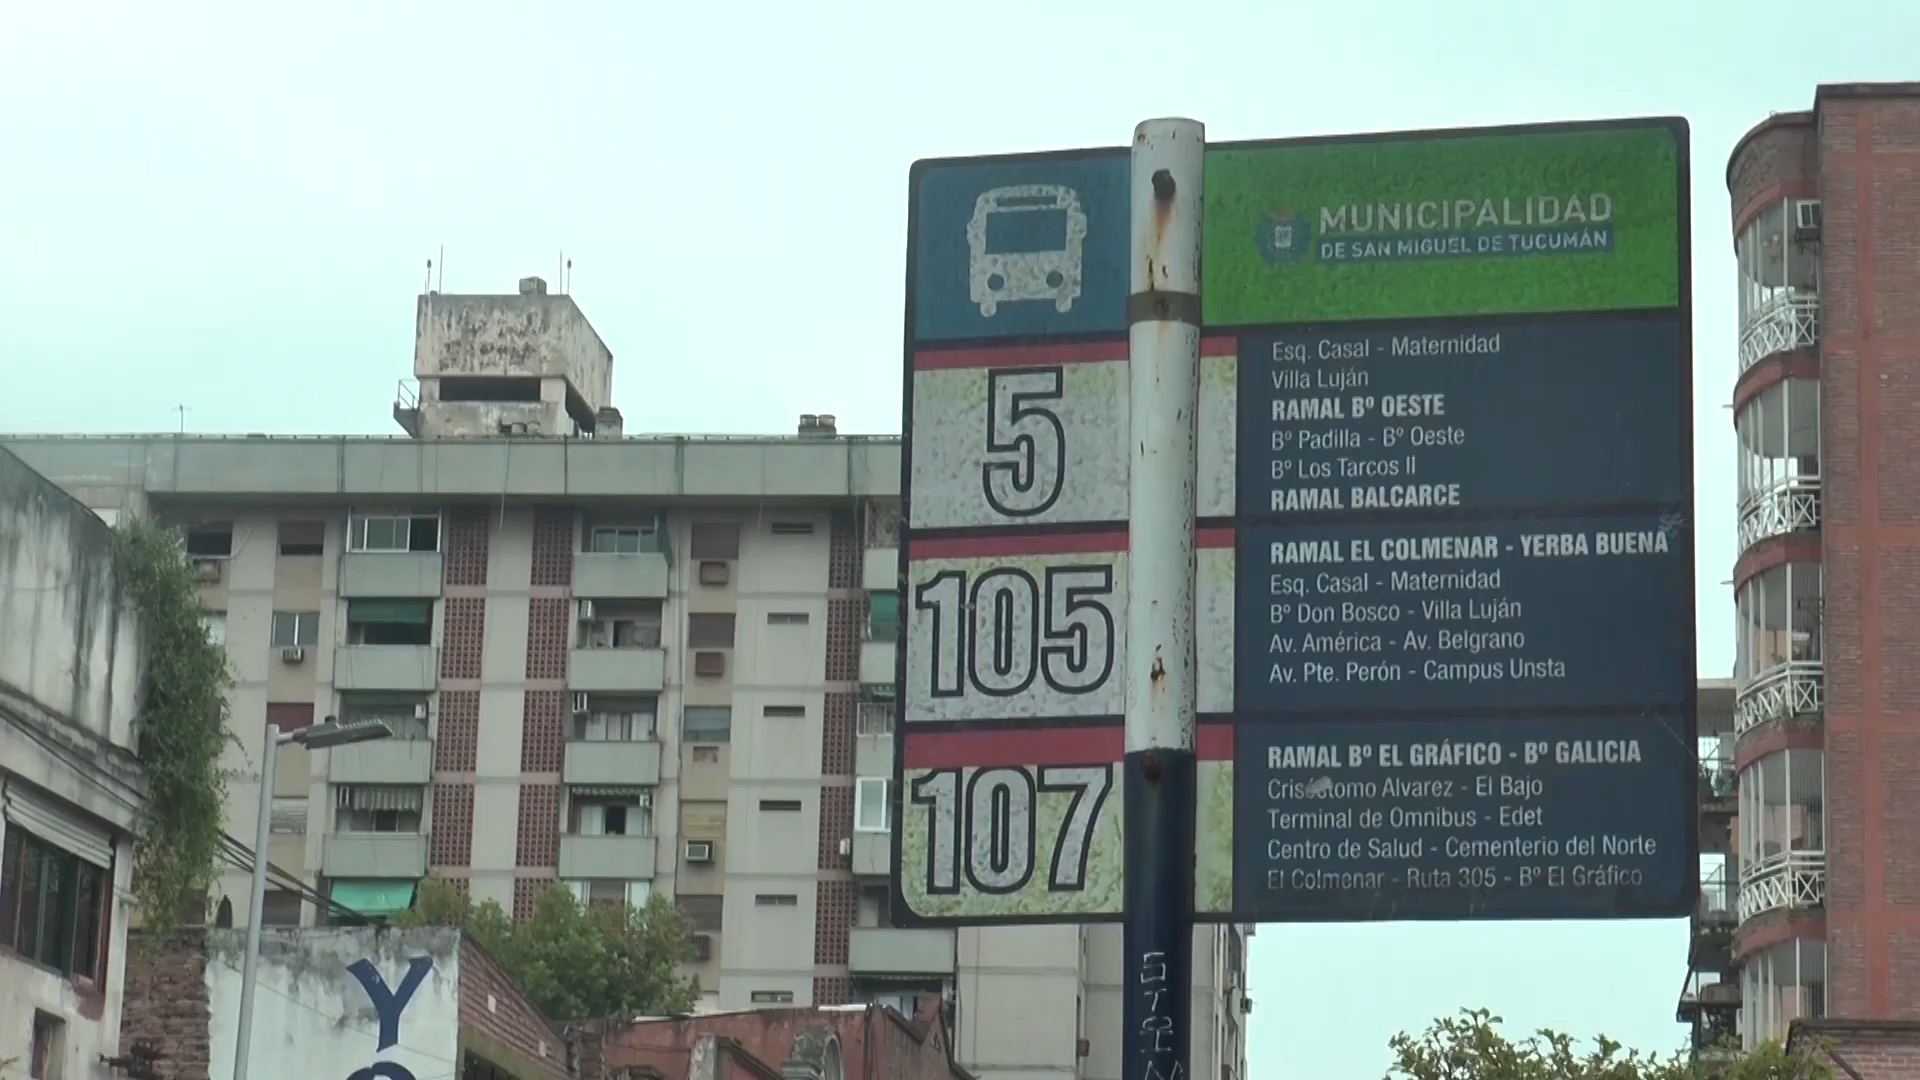 MUNICIPALIDAD
DE SAN MIGUEL DE TUCUMÁN
5
Esq. Casal - Maternidad
Villa Luján
RAMAL Bº OESTE
Bº Padilla - Bº Oeste
Bº Los Tarcos II
RAMAL BALCARCE
105
RAMAL EL COLMENAR - YERBA BUENA
Esq. Casal - Maternidad
Bº Don Bosco - Villa Luján
Av. América - Av. Belgrano
Av. Pte. Perón - Campus Unsta
107
RAMAL Bº EL GRÁFICO - Bº GALICIA
Alvarez - El Bajo
Terminal de Omnibus - Edet
Centro de Salud - Cementerio del Norte
El Colmenar - Ruta 305 - Bº El Gráfico
Y